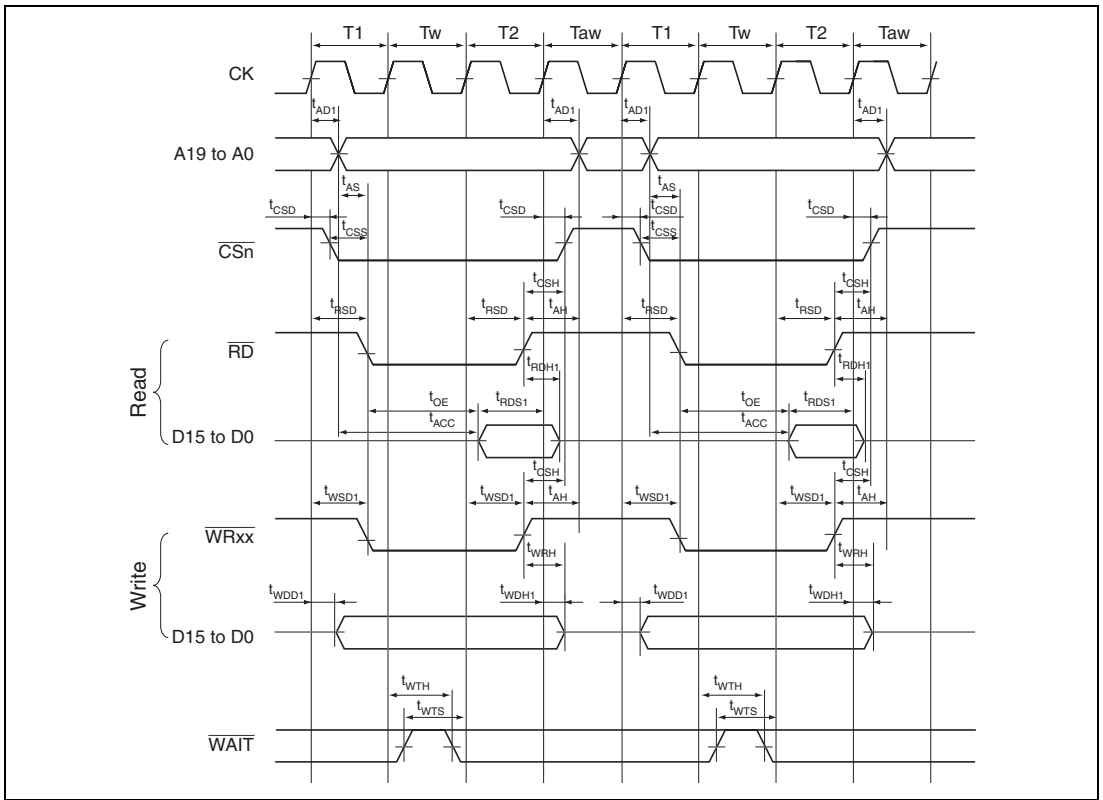 T1 Tw T2 Taw T1 Tw T2 Taw
CK
tAD1 tAD1 tAD1 tAD1
A19 to A0
tAS tAS
tCSD tCSD tCSD tCSD
tCSS tCSS
CSn
tCSH tCSH
tRSD tRSD tAH tRSD tRSD tAH
RD
tRDH1 tRDH1
Read
tOE tRDS1 tOE tRDS1
tACC tACC
D15 to D0
tCSH tCSH
tWSD1 tWSD1 tAH tWSD1 tWSD1 tAH
WRxx
tWRH tWRH
Write
tWDD1 tWDH1 tWDD1 tWDH1
D15 to D0
tWTH tWTH
tWTS tWTS
WAIT